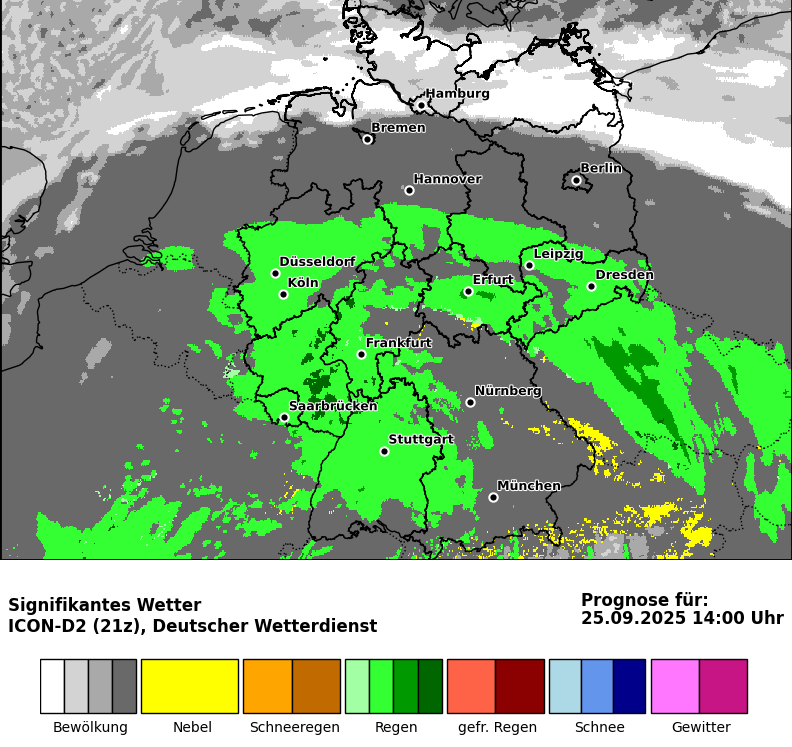 Hamburg
Bremen
Berlin
Hannover
Leipzig
Düsseldorf
Dresden
Köln
Erfurt
Frankfurt
Nürnberg
Saarbrücken
Stuttgart
München
Signifikantes Wetter
ICON-D2 (21z), Deutscher Wetterdienst
Prognose für:
25.09.2025 14:00 Uhr
Bewölkung Nebel Schneeregen Regen gefr. Regen Schnee Gewitter